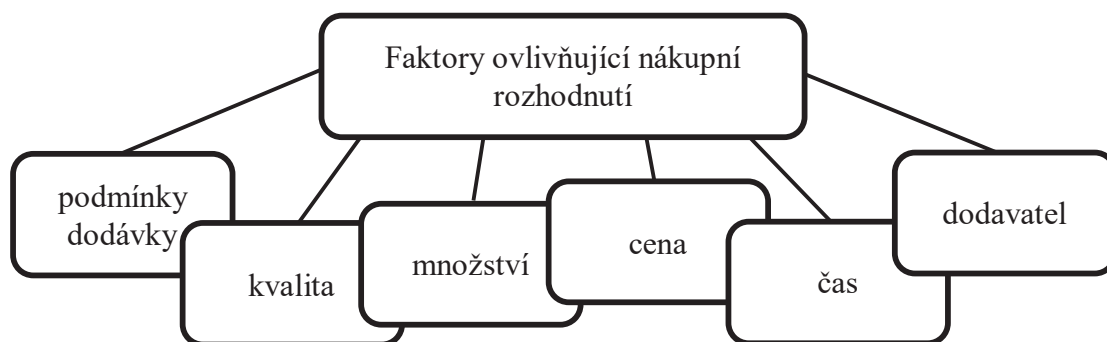 Faktory ovlivňující nákupní
rozhodnutí
podmínky
dodávky
kvalita
množství
cena
čas
dodavatel